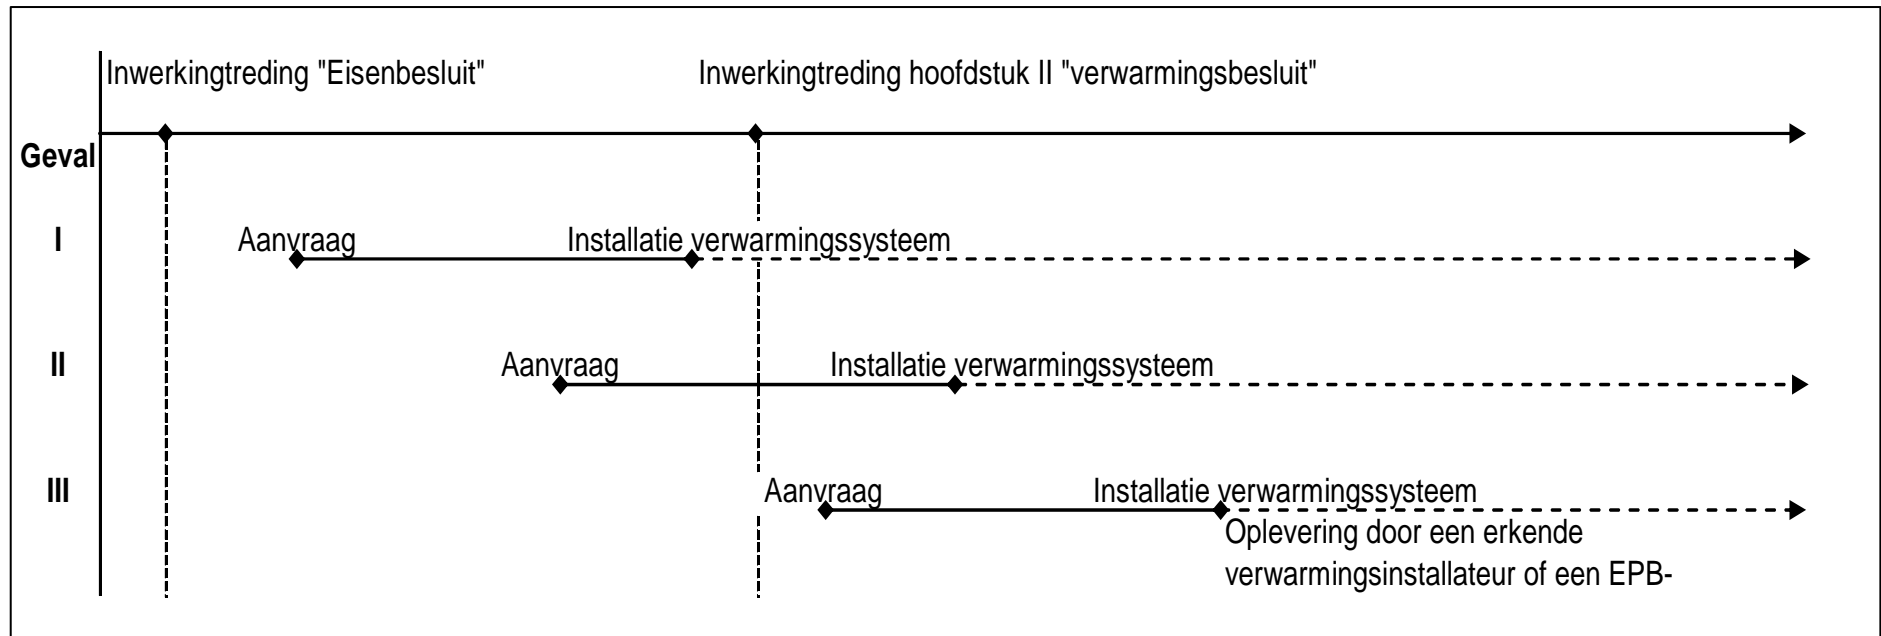 Inwerkingtreding "Eisenbesluit"
Inwerkingtreding hoofdstuk II "verwarmingsbesluit"
Geval
I
Aanvraag
Installatie verwarmingssysteem
II
Aanvraag
Installatie verwarmingssysteem
III
Aanvraag
Installatie verwarmingssysteem
Oplevering door een erkende
verwarmingsinstallateur of een EPB-